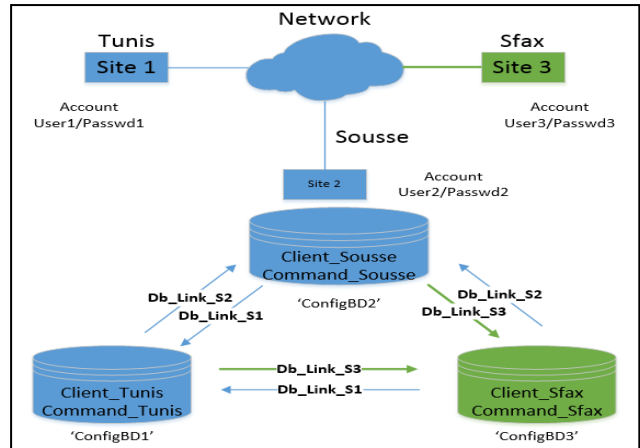 Network
Tunis
Sfax
Site 1
Site 3
Account
User1/Passwd1
Account
User3/Passwd3
Sousse
Site 2
Account
User2/Passwd2
Client_Sousse
Command_Sousse
'ConfigBD2'
Db_Link_S2
Db_Link_S1
Db_Link_S2
Db_Link_S3
Db_Link_S3
Db_Link_S1
Client_Tunis
Command_Tunis
'ConfigBD1'
Client_Sfax
Command_Sfax
'ConfigBD3'